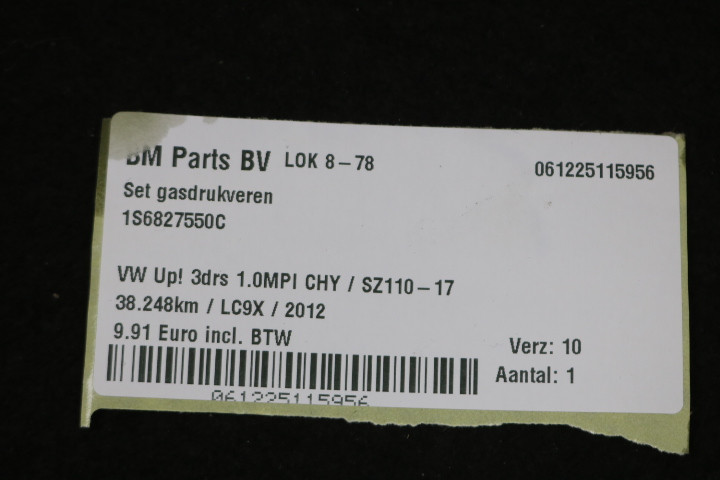 BM Parts BV LOK 8-78 061225115956
Set gasdrukveren
1S6827550C
VW Up! 3drs 1.0MPI CHY / SZ110-17
38.248km / LC9X / 2012
9.91 Euro incl. BTW
Verz: 10
Aantal: 1
061225115956